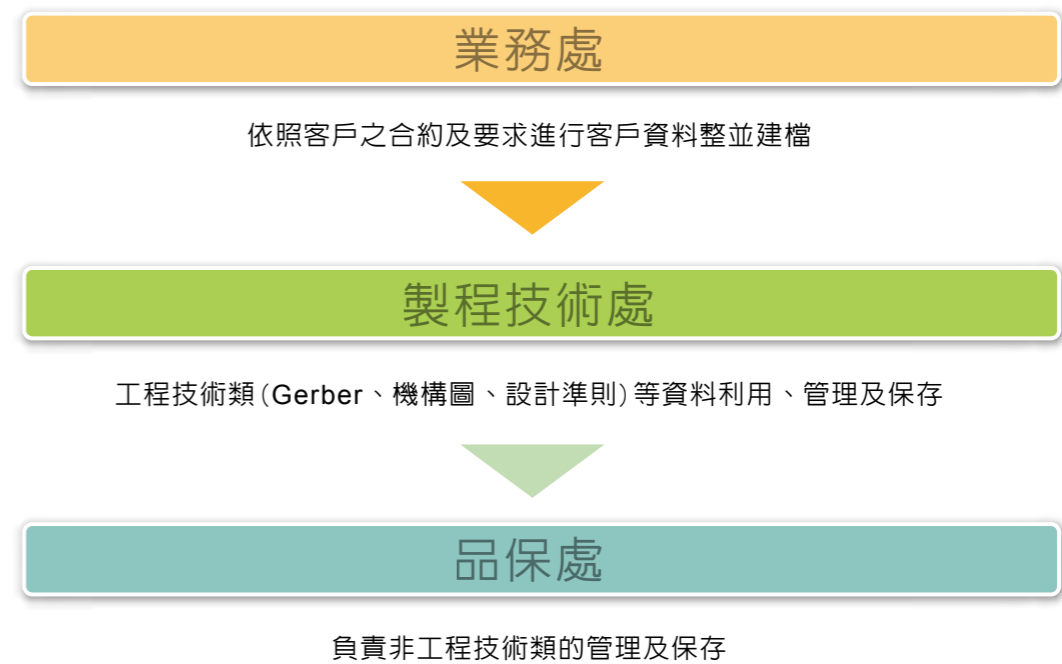 業務處
依照客戶之合約及要求進行客戶資料整並建檔
製程技術處
工程技術類(Gerber、機構圖、設計準則)等資料利用、管理及保存
品保處
負責非工程技術類的管理及保存